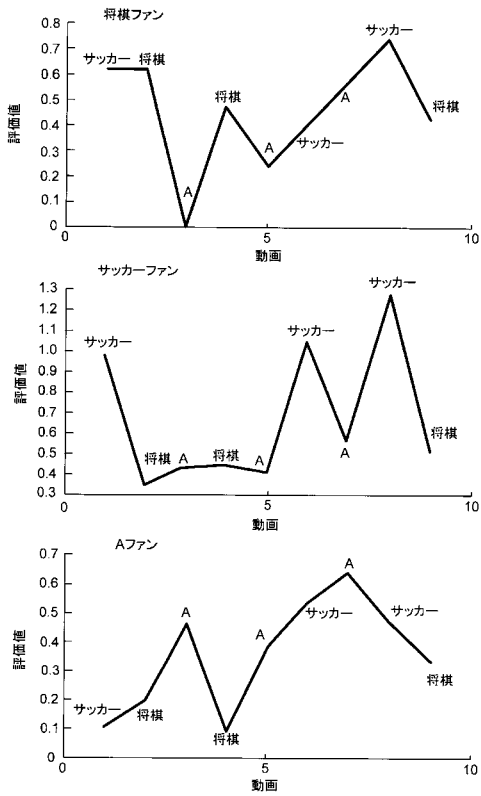 将棋ファン
0.8
0.7
0.6
0.5
0.4
0.3
0.2
0.1
0
評価値
サッカー 将棋
A
将棋
A
サッカー
A
サッカー
将棋
0 5 10
動画
サッカーファン
1.3
1.2
1.1
1.0
0.9
0.8
0.7
0.6
0.5
0.4
0.3
評価値
サッカー
将棋
A
将棋
A
サッカー
A
サッカー
将棋
0 5 10
動画
Aファン
0.7
0.6
0.5
0.4
0.3
0.2
0.1
0
評価値
サッカー
将棋
A
将棋
A
サッカー
A
サッカー
将棋
0 5 10
動画